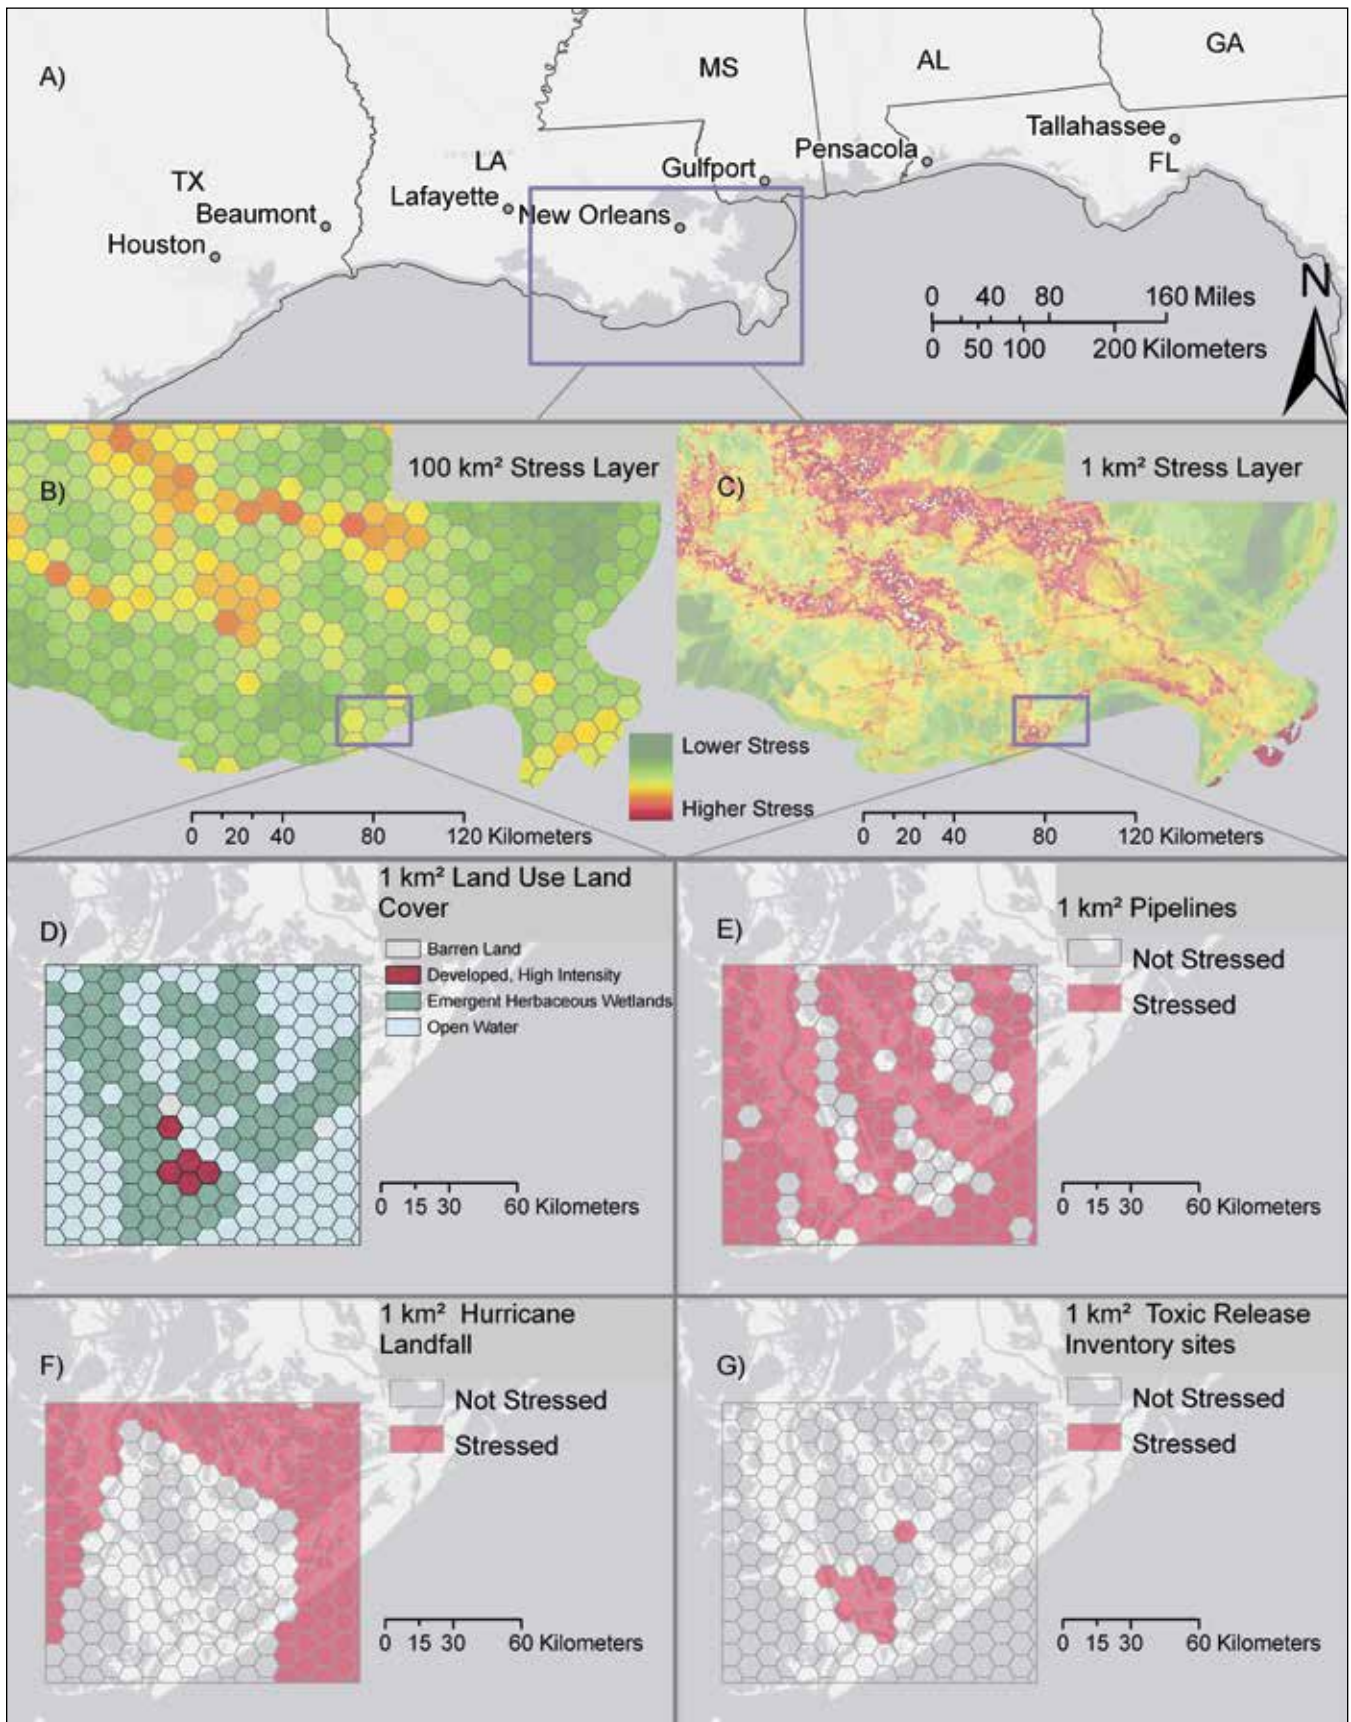 A)
MS
AL
GA
Tallahassee
Pensacola
FL
LA
Gulfport
TX
Lafayette
New Orleans
Beaumont
Houston
N
0 40 80 160 Miles
0 50 100 200 Kilometers
B)
100 km² Stress Layer
C)
1 km² Stress Layer
Lower Stress
Higher Stress
0 20 40 80 120 Kilometers
0 20 40 80 120 Kilometers
D)
1 km² Land Use Land
Cover
Barren Land
Developed, High Intensity
Emergent Herbaceous Wetlands
Open Water
0 15 30 60 Kilometers
E)
1 km² Pipelines
Not Stressed
Stressed
0 15 30 60 Kilometers
F)
1 km² Hurricane
Landfall
Not Stressed
Stressed
0 15 30 60 Kilometers
G)
1 km² Toxic Release
Inventory sites
Not Stressed
Stressed
0 15 30 60 Kilometers